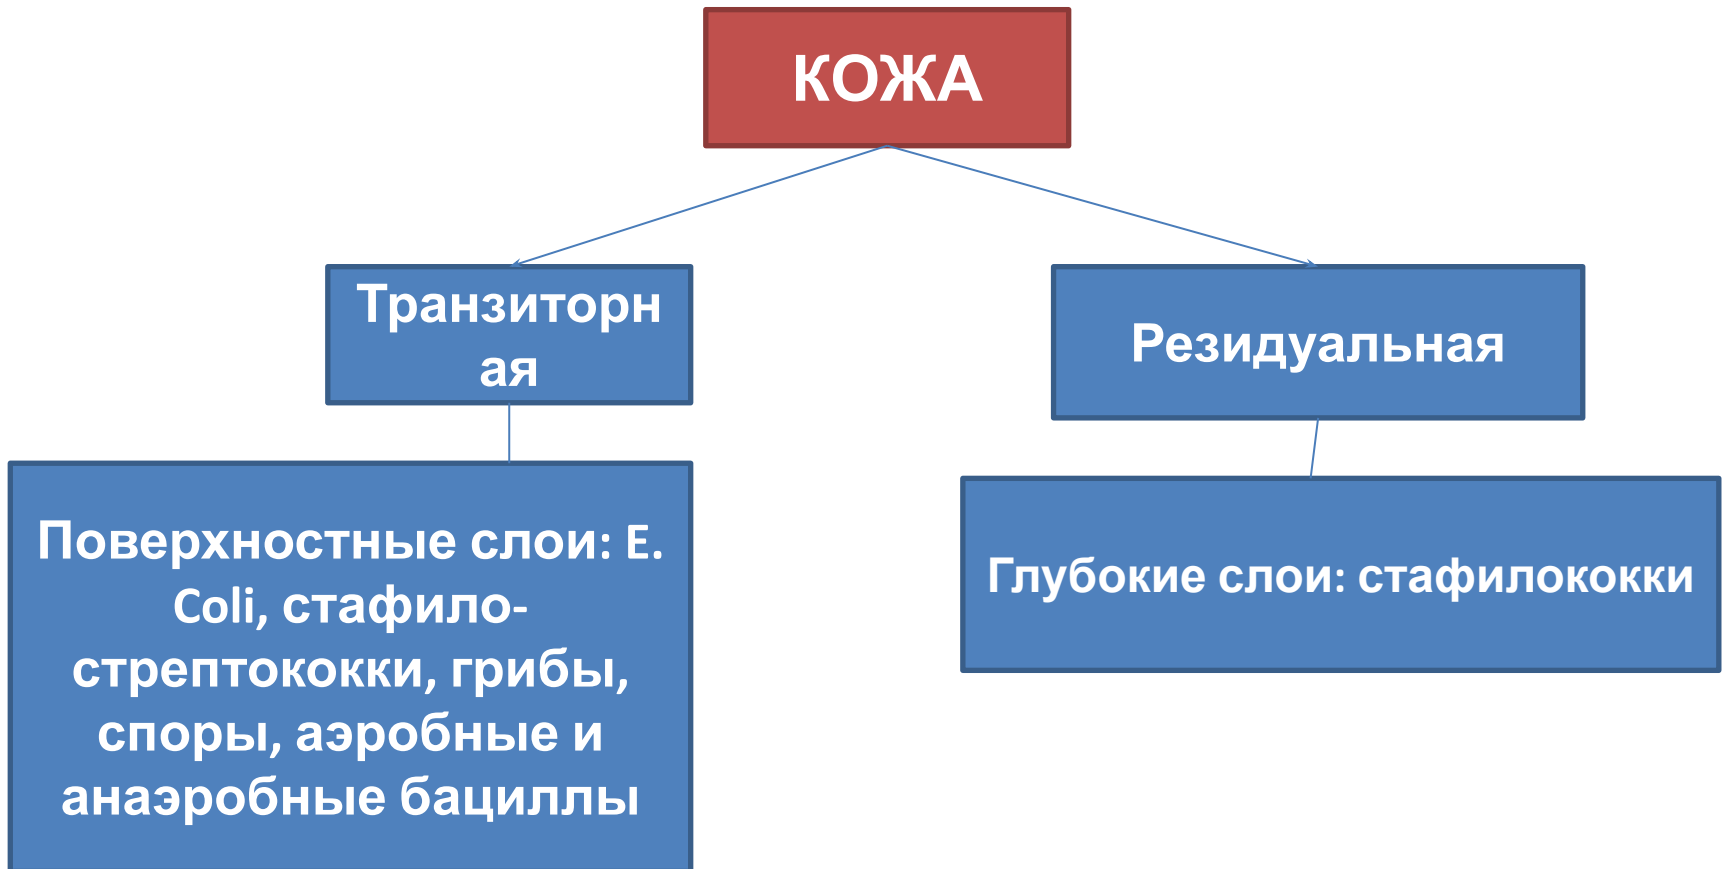 КОЖА
Транзиторн
ая
Резидуальная
Поверхностные слои: E.
Coli, стафило-
стрептококки, грибы,
споры, аэробные и
анаэробные бациллы
Глубокие слои: стафилококки